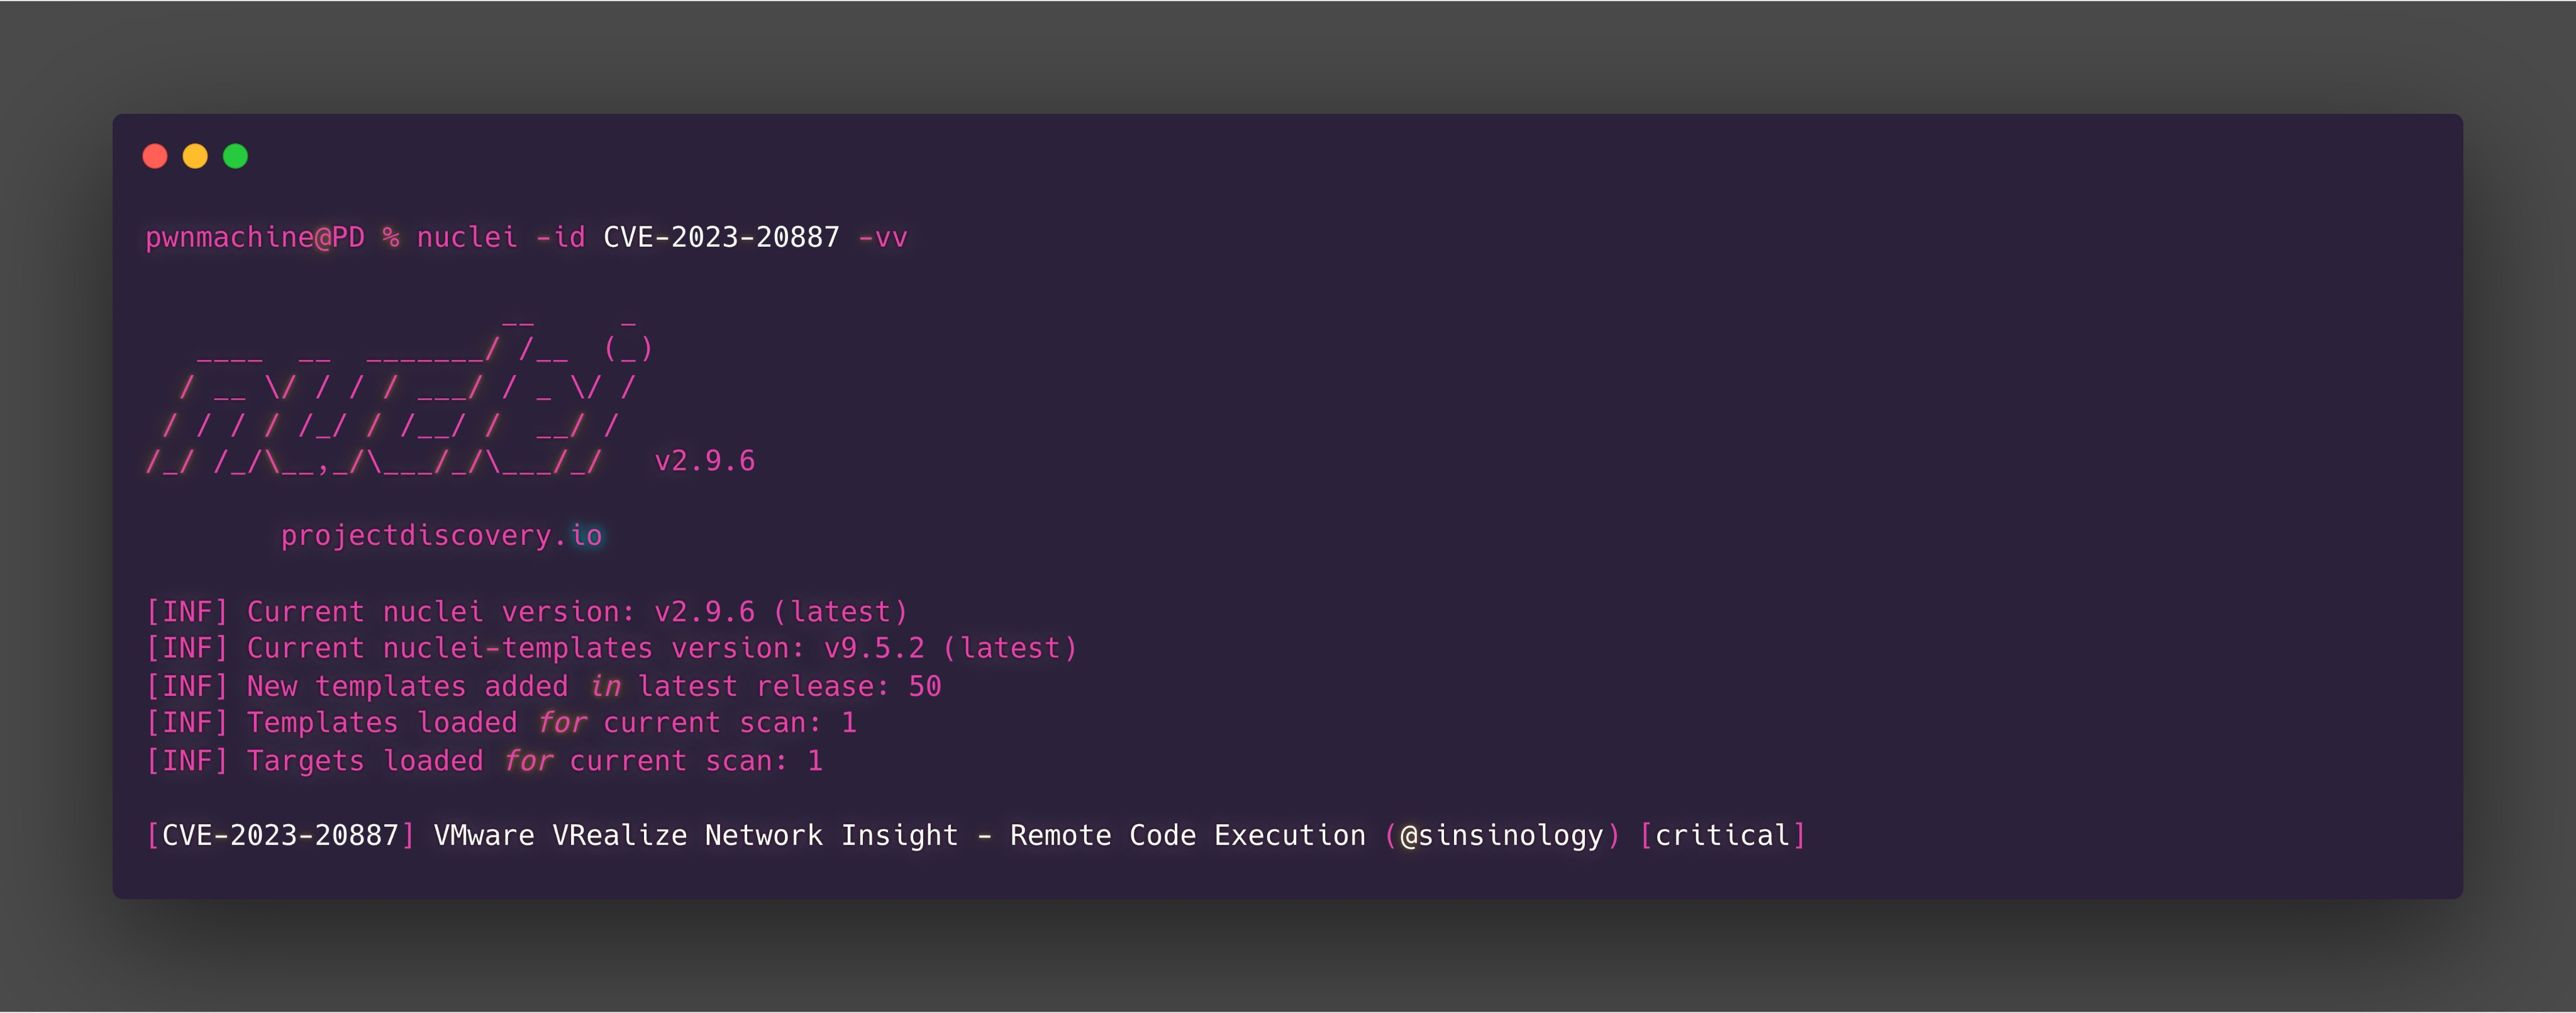 pwnmachine@PD % nuclei -id CVE-2023-20887 -vv
                     __     _
   ____  __  _______/ /__  (_)
  / __ \/ / / / ___/ / _ \/ /
 / / / / /_/ / /__/ /  __/ /
/_/ /_/\__,_/\___/_/\___/_/   v2.9.6
        projectdiscovery.io
[INF] Current nuclei version: v2.9.6 (latest)
[INF] Current nuclei-templates version: v9.5.2 (latest)
[INF] New templates added in latest release: 50
[INF] Templates loaded for current scan: 1
[INF] Targets loaded for current scan: 1
[CVE-2023-20887] VMware VRealize Network Insight - Remote Code Execution (@sinsinology) [critical]